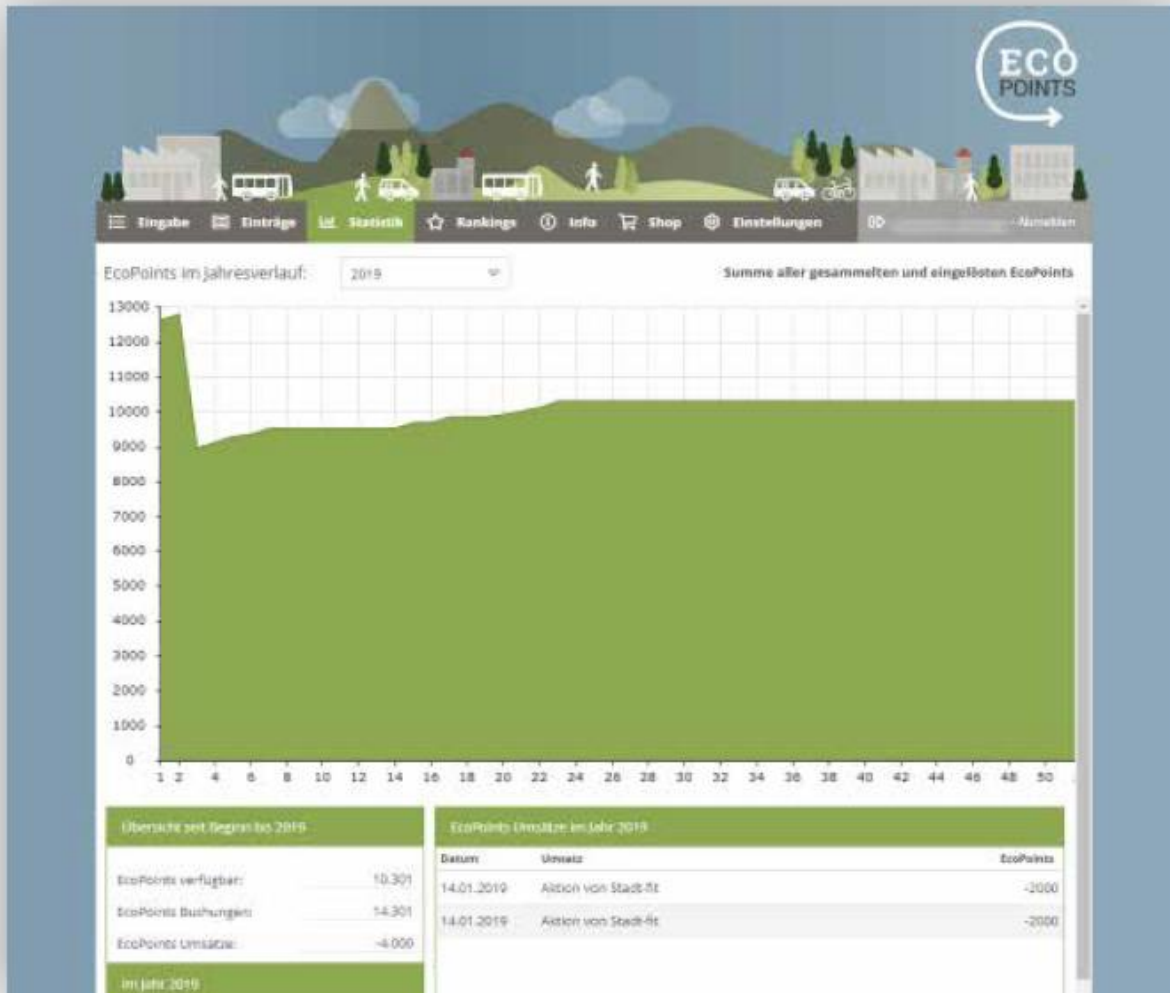 ECO
POINTS
Eingabe Einträge Statistik Rankings Info Shop Einstellungen Abmelden
EcoPoints im Jahresverlauf: 2019 Summe aller gesammelten und eingelösten EcoPoints
13000
12000
11000
10000
9000
8000
7000
6000
5000
4000
3000
2000
1000
0
1 2 4 6 8 10 12 14 16 18 20 22 24 26 28 30 32 34 36 38 40 42 44 46 48 50
Übersicht seit Beginn bis 2019 EcoPoints Umsätze im Jahr 2019
Datum Umsatz EcoPoints
EcoPoints verfügbar: 10.301
14.01.2019 Aktion von Stadt-fit -2000
EcoPoints Buchungen: 14.301
14.01.2019 Aktion von Stadt-fit -2000
EcoPoints Umsätze: -4.000
Im Jahr 2019